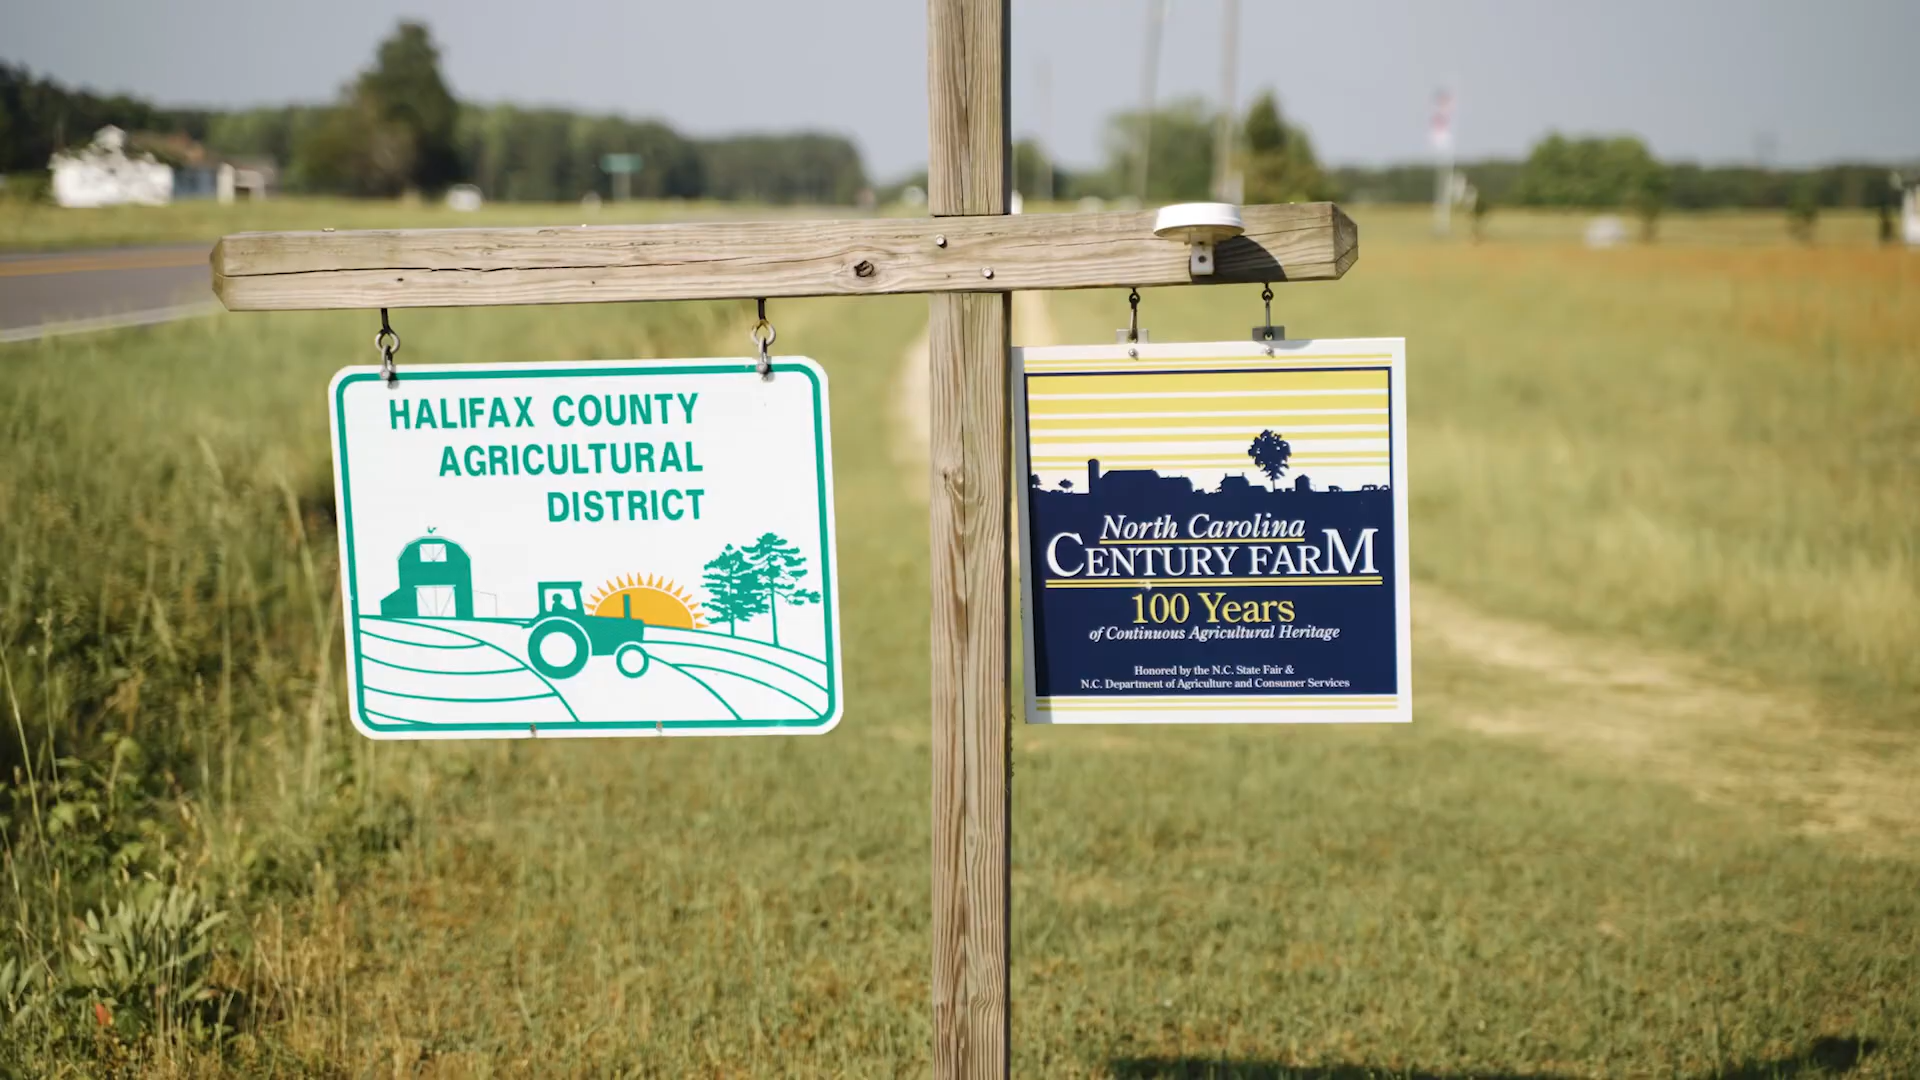 HALIFAX COUNTY
AGRICULTURAL
DISTRICT
North Carolina
CENTURY FARM
100 Years
of Continuous Agricultural Heritage
Honored by the N.C. State Fair &
N.C. Department of Agriculture and Consumer Services